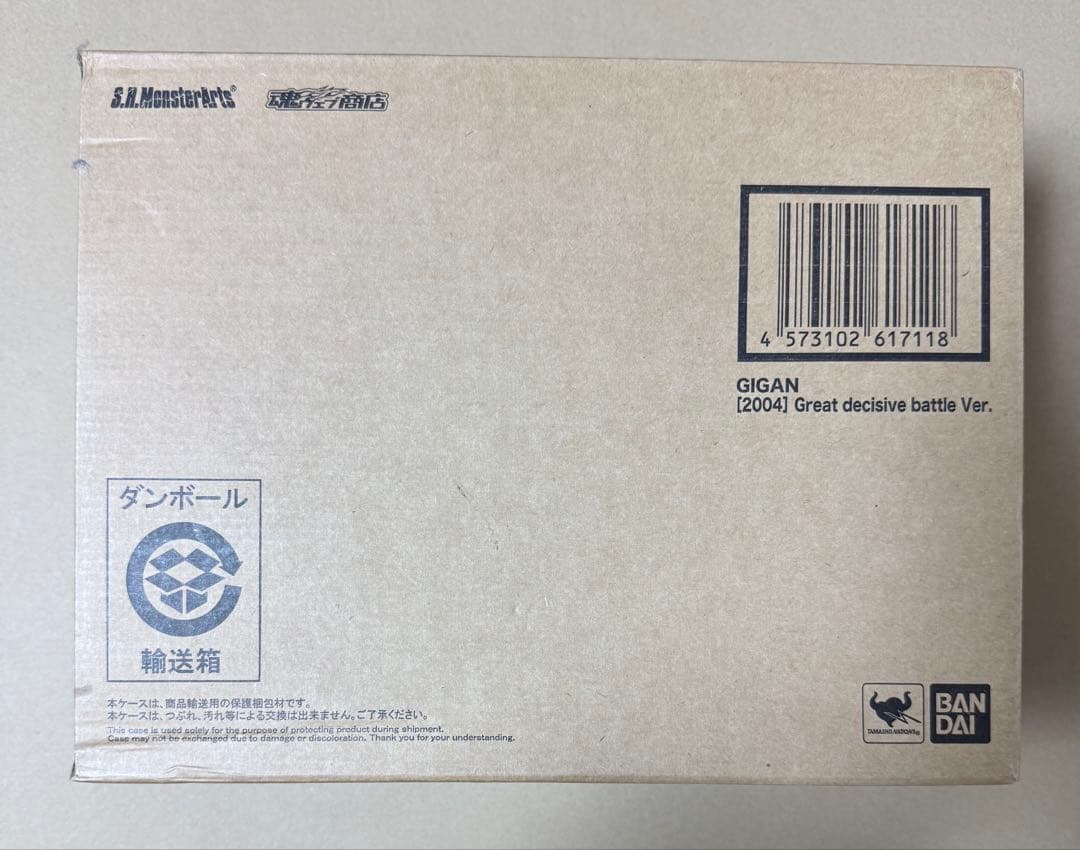 S.H.MonsterArts®
魂ウェブ商店
4 573102 617118
GIGAN
[2004] Great decisive battle Ver.
ダンボール
輸送箱
本ケースは、商品輸送用の保護梱包材です。
本ケースは、つぶれ、汚れ等による交換は出来ません。ご了承ください。
This case is used solely for the purpose of protecting product during shipment.
Case may not be exchanged due to damage or discoloration. Thank you for your understanding.
TAMASHII NATIONS
BAN
DAI